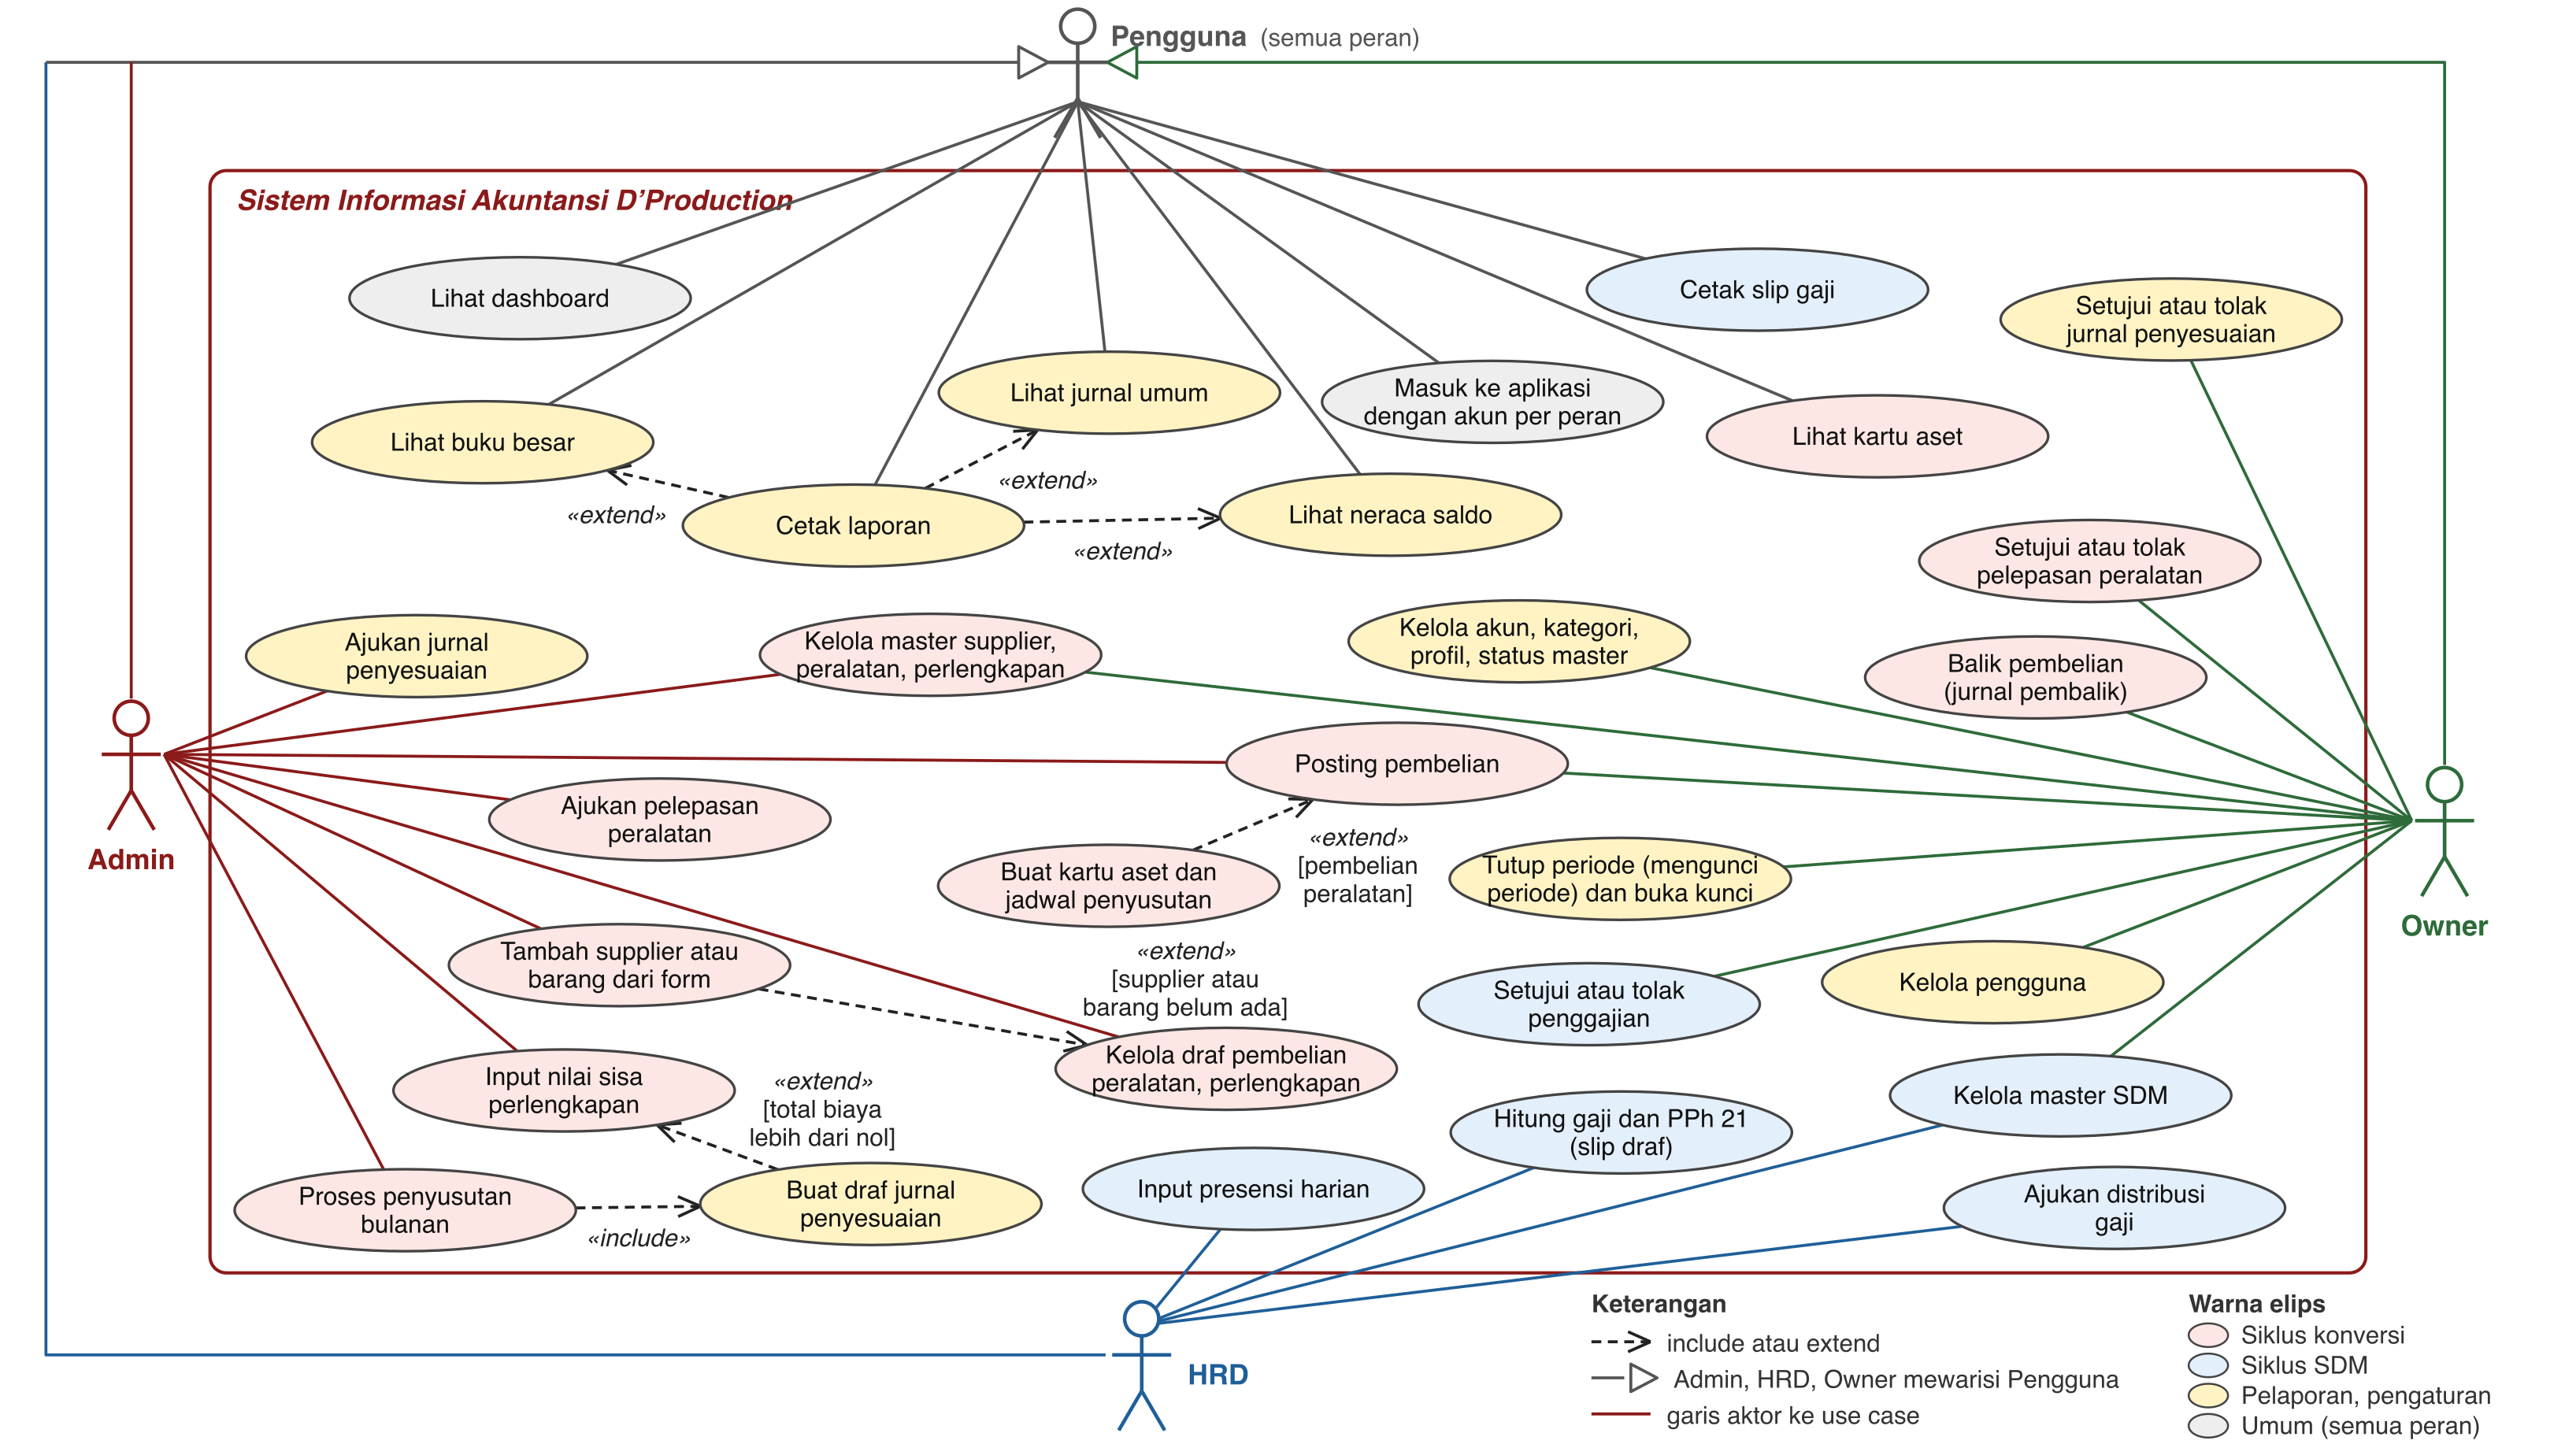 Pengguna (semua peran)
Sistem Informasi Akuntansi D’Production
Lihat dashboard
Cetak slip gaji
Setujui atau tolak
jurnal penyesuaian
Lihat jurnal umum
Masuk ke aplikasi
dengan akun per peran
Lihat buku besar
Lihat kartu aset
«extend»
«extend»
Cetak laporan
Lihat neraca saldo
«extend»
Setujui atau tolak
pelepasan peralatan
Ajukan jurnal
penyesuaian
Kelola master supplier,
peralatan, perlengkapan
Kelola akun, kategori,
profil, status master
Balik pembelian
(jurnal pembalik)
Posting pembelian
Ajukan pelepasan
peralatan
Admin
«extend»
[pembelian
peralatan]
Buat kartu aset dan
jadwal penyusutan
Tutup periode (mengunci
periode) dan buka kunci
Owner
Tambah supplier atau
barang dari form
«extend»
[supplier atau
barang belum ada]
Setujui atau tolak
penggajian
Kelola pengguna
Kelola draf pembelian
peralatan, perlengkapan
Input nilai sisa
perlengkapan
«extend»
[total biaya
lebih dari nol]
Kelola master SDM
Hitung gaji dan PPh 21
(slip draf)
Input presensi harian
Proses penyusutan
bulanan
«include»
Buat draf jurnal
penyesuaian
Ajukan distribusi
gaji
HRD
Keterangan
include atau extend
Admin, HRD, Owner mewarisi Pengguna
garis aktor ke use case
Warna elips
Siklus konversi
Siklus SDM
Pelaporan, pengaturan
Umum (semua peran)